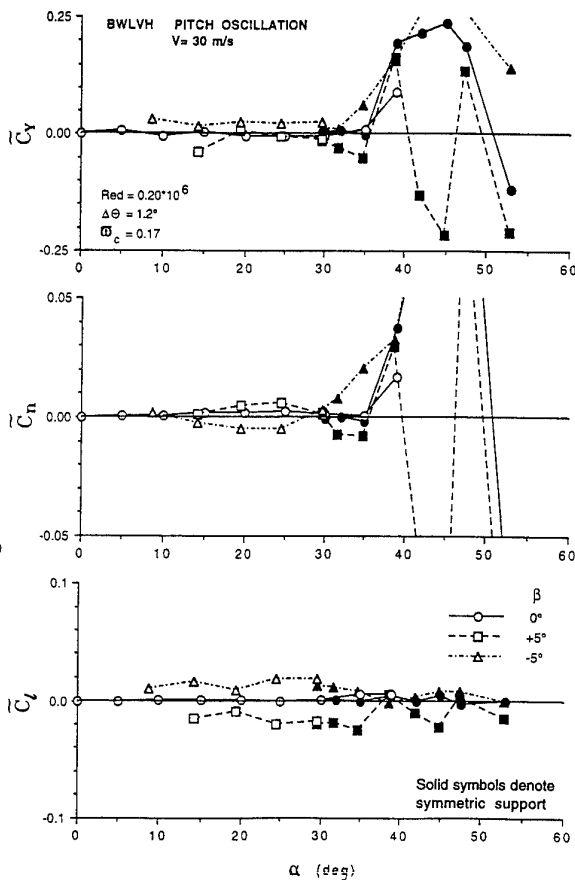 BWLVH PITCH OSCILLATION
V= 30 m/s
0.25
0.00
-0.25
C̃Y
Red = 0.20*10^6
ΔΘ = 1.2°
ω̅c = 0.17
0 10 20 30 40 50 60
0.05
0.00
-0.05
C̃n
0 10 20 30 40 50 60
0.1
0.0
-0.1
C̃l
β
0°
+5°
-5°
Solid symbols denote
symmetric support
0 10 20 30 40 50 60
α (deg)